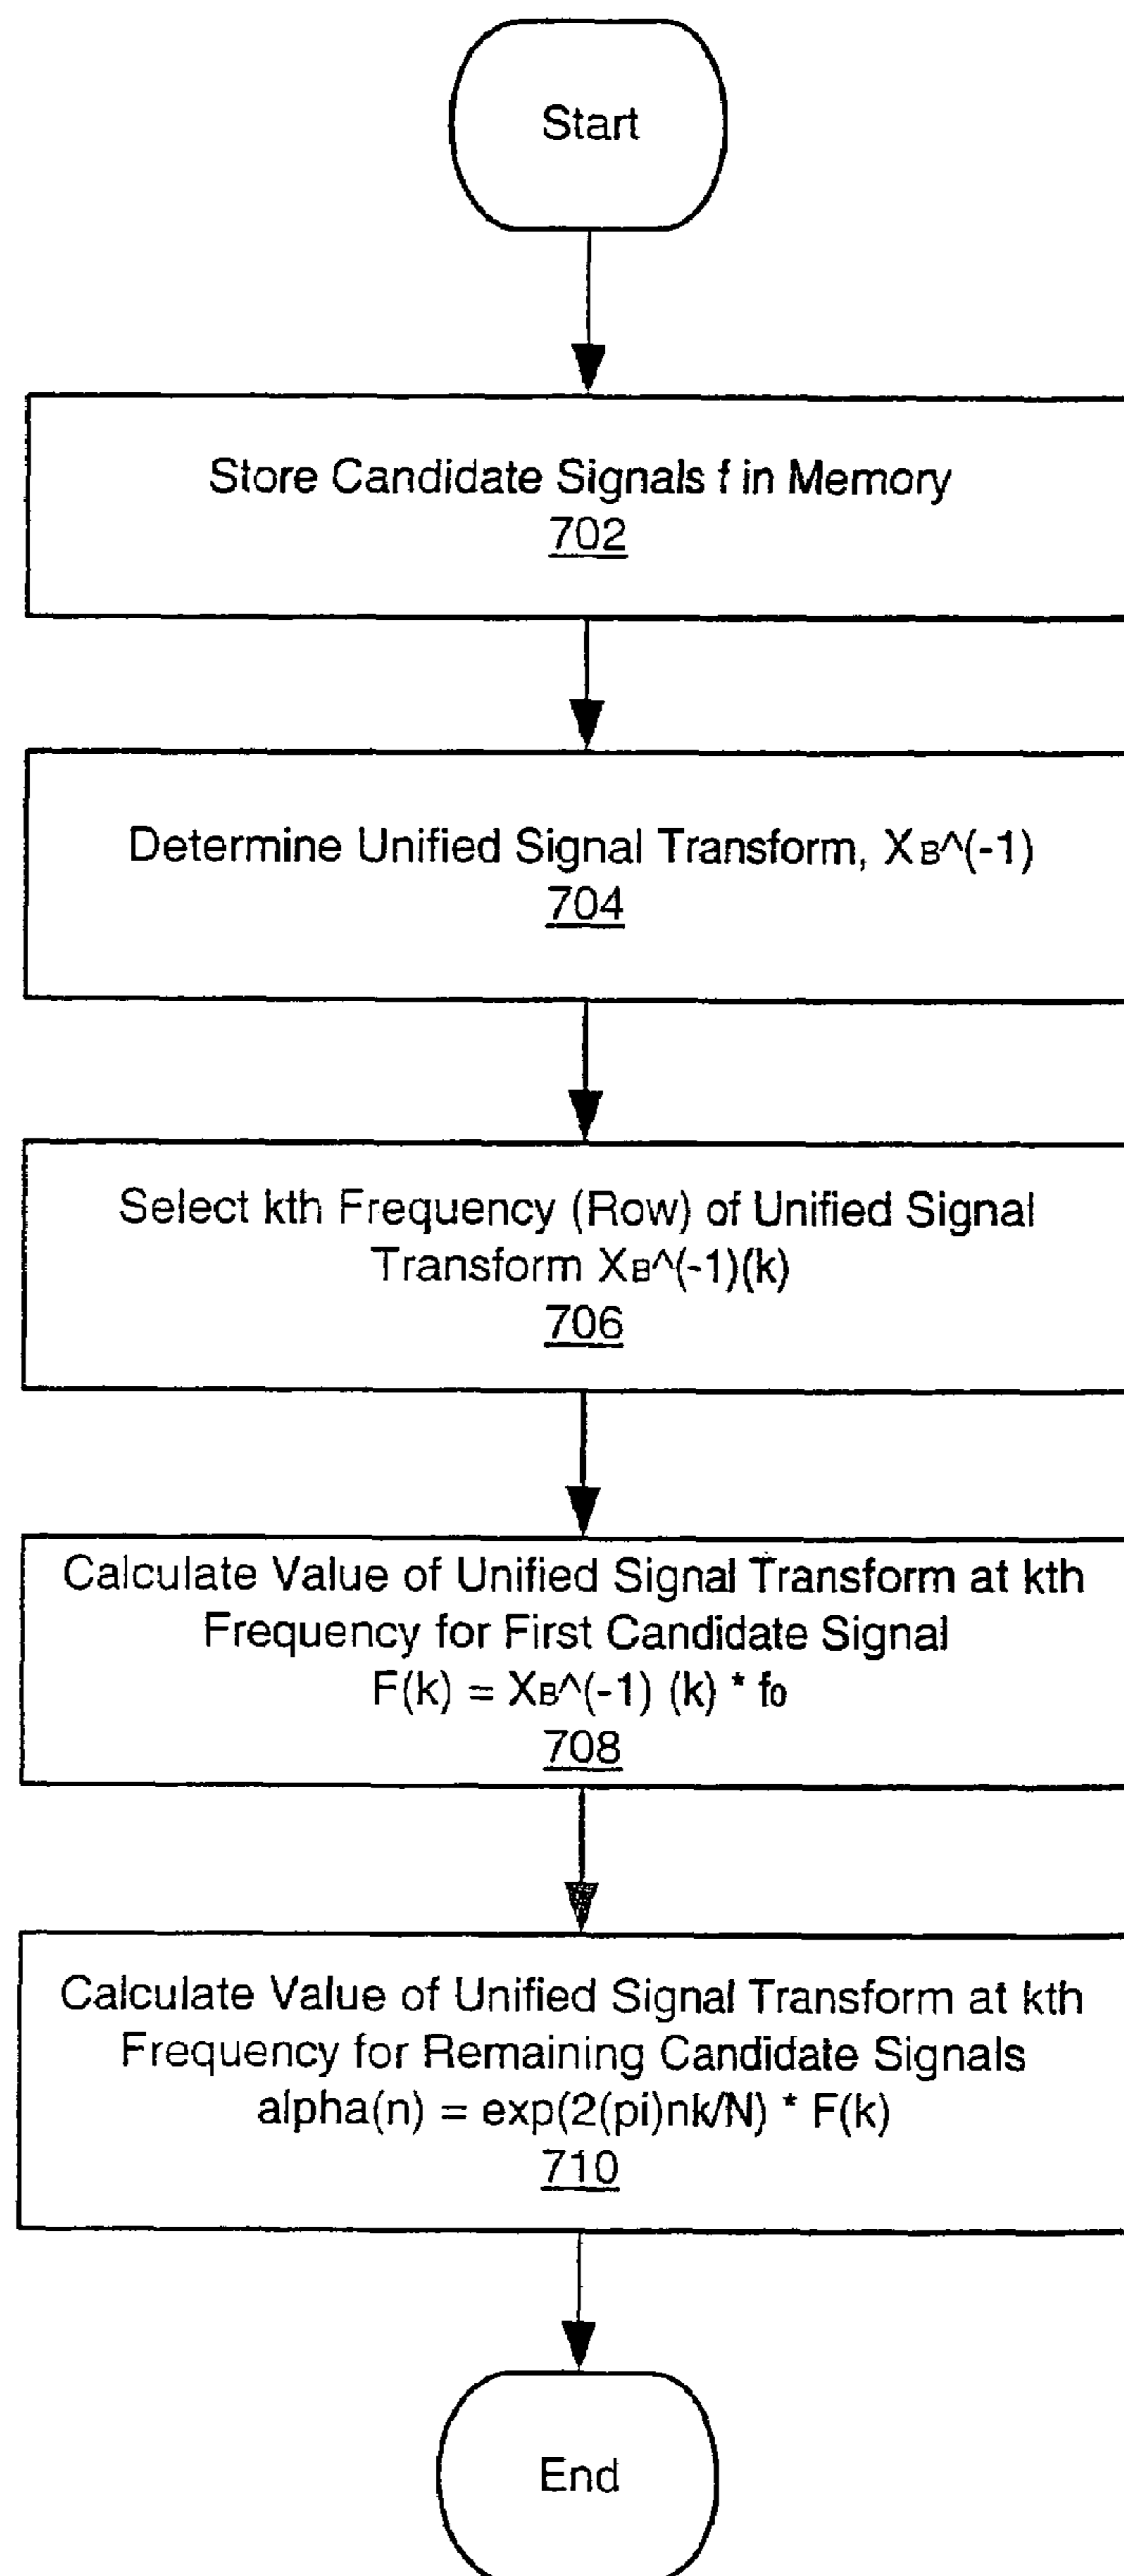 Start
Store Candidate Signals f in Memory
702
Determine Unified Signal Transform, XB^(-1)
704
Select kth Frequency (Row) of Unified Signal
Transform XB^(-1)(k)
706
Calculate Value of Unified Signal Transform at kth
Frequency for First Candidate Signal
F(k) = XB^(-1) (k) * f0
708
Calculate Value of Unified Signal Transform at kth
Frequency for Remaining Candidate Signals
alpha(n) = exp(2(pi)nk/N) * F(k)
710
End